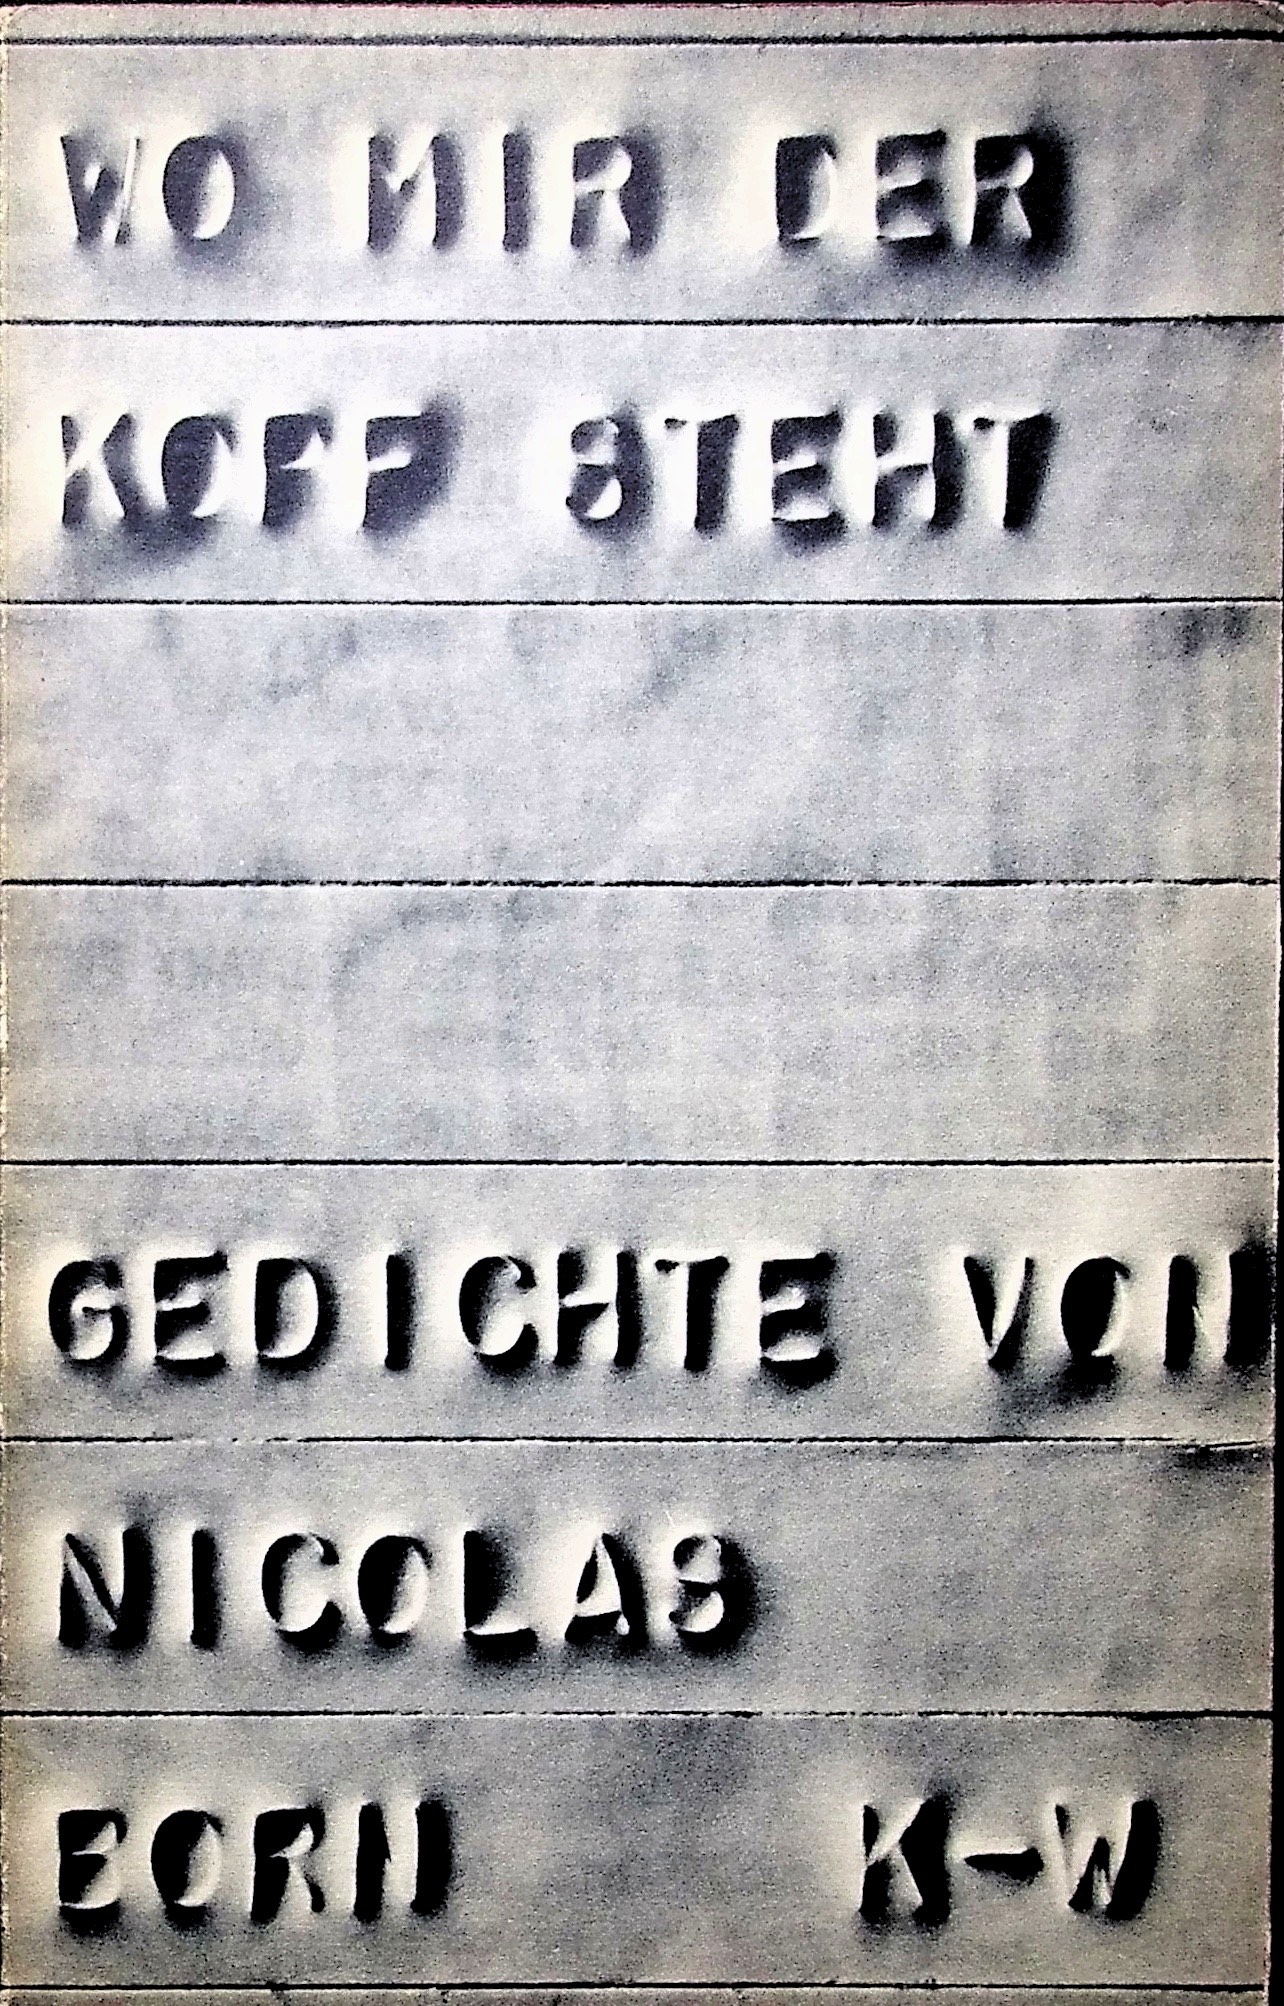 WO MIR DER
KOPF STEHT
GEDICHTE VON
NICOLAS
BORN K-W